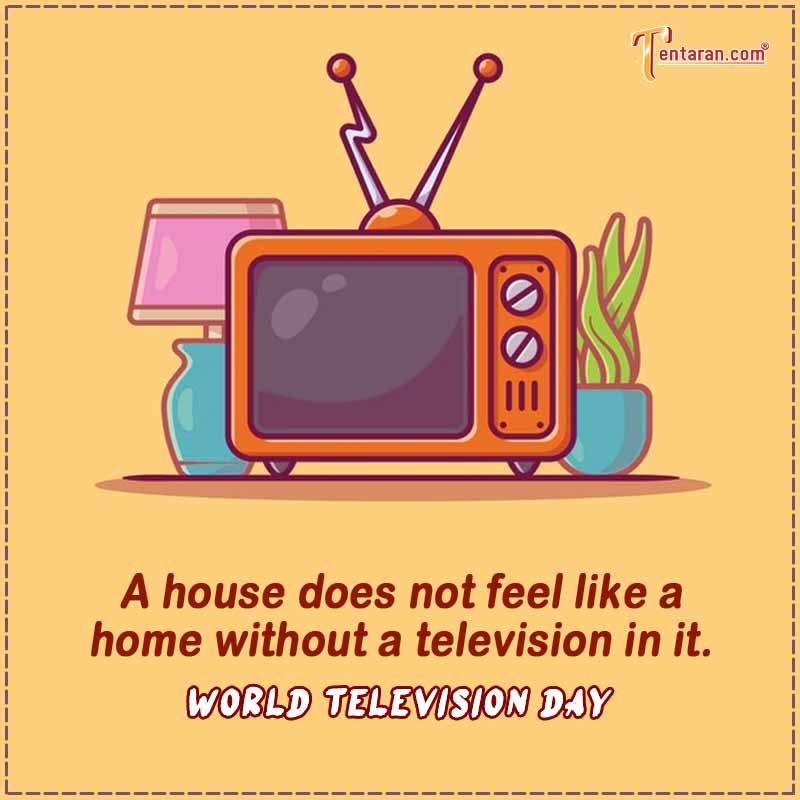 Tentaran.com®
A house does not feel like a
home without a television in it.
WORLD TELEVISION DAY